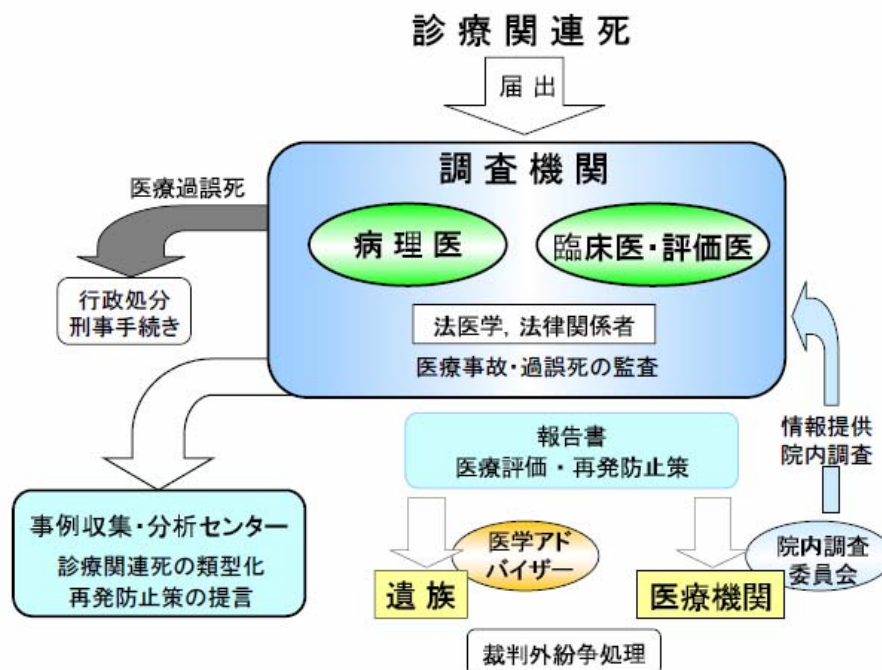 診療関連死
届出
調査機関
医療過誤死
病理医
臨床医・評価医
行政処分
刑事手続き
法医学, 法律関係者
医療事故・過誤死の監査
報告書
医療評価・再発防止策
情報提供
院内調査
事例収集・分析センター
診療関連死の類型化
再発防止策の提言
医学アド
バイザー
遺族
院内調査
委員会
医療機関
裁判外紛争処理